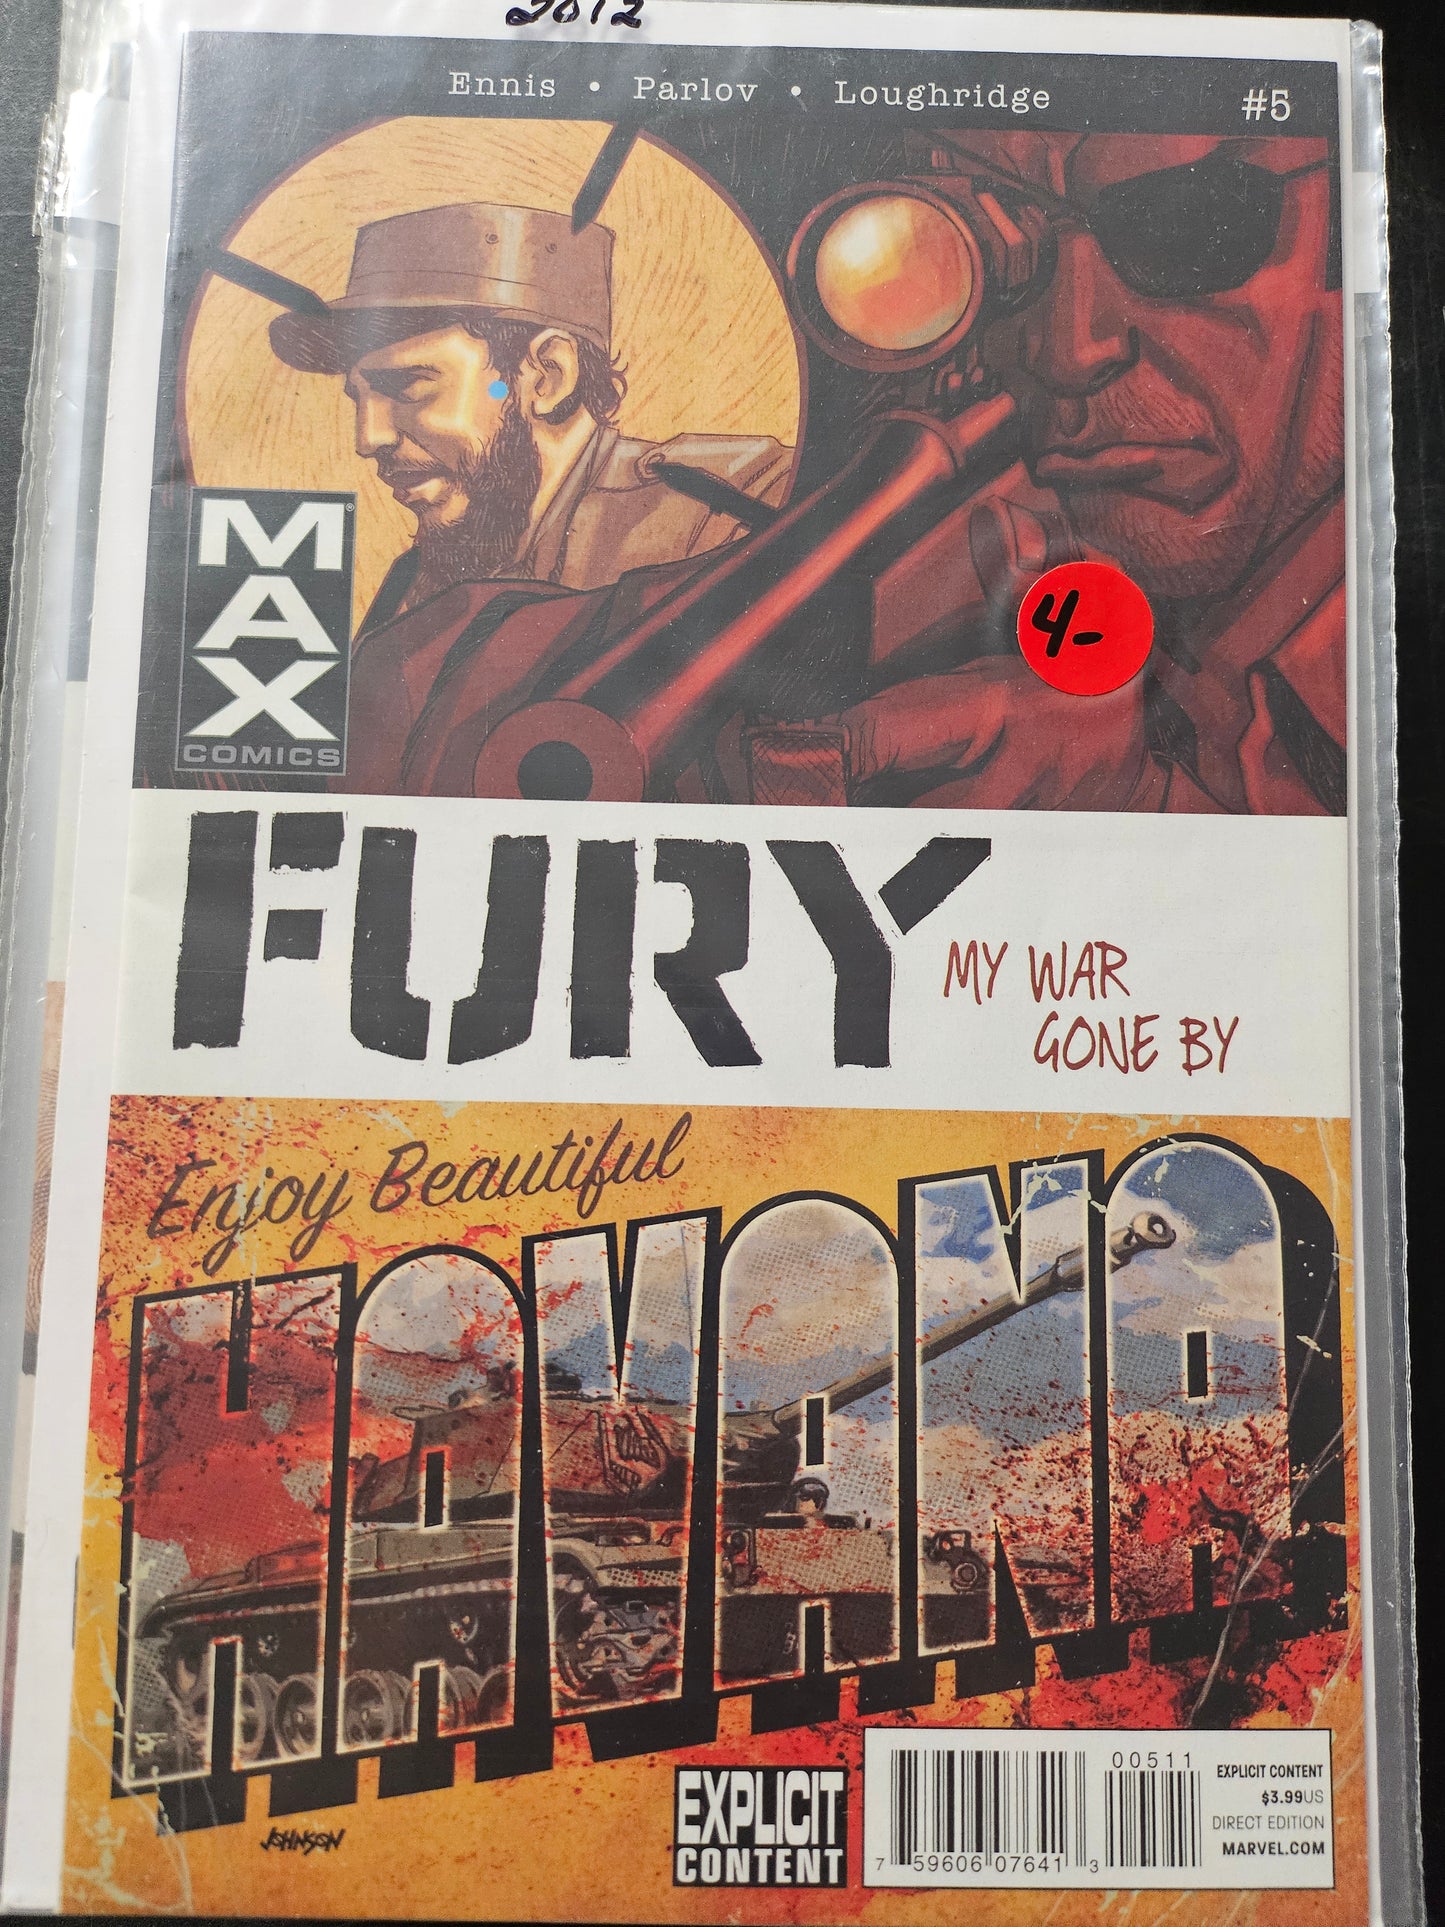 2012
Ennis • Parlov • Loughridge
#5
MAX
COMICS
4-
FURY
MY WAR
GONE BY
Enjoy Beautiful
HAVANA
JOHNSON
EXPLICIT
CONTENT
7 59606 07641 3
00511
EXPLICIT CONTENT
$3.99US
DIRECT EDITION
MARVEL.COM